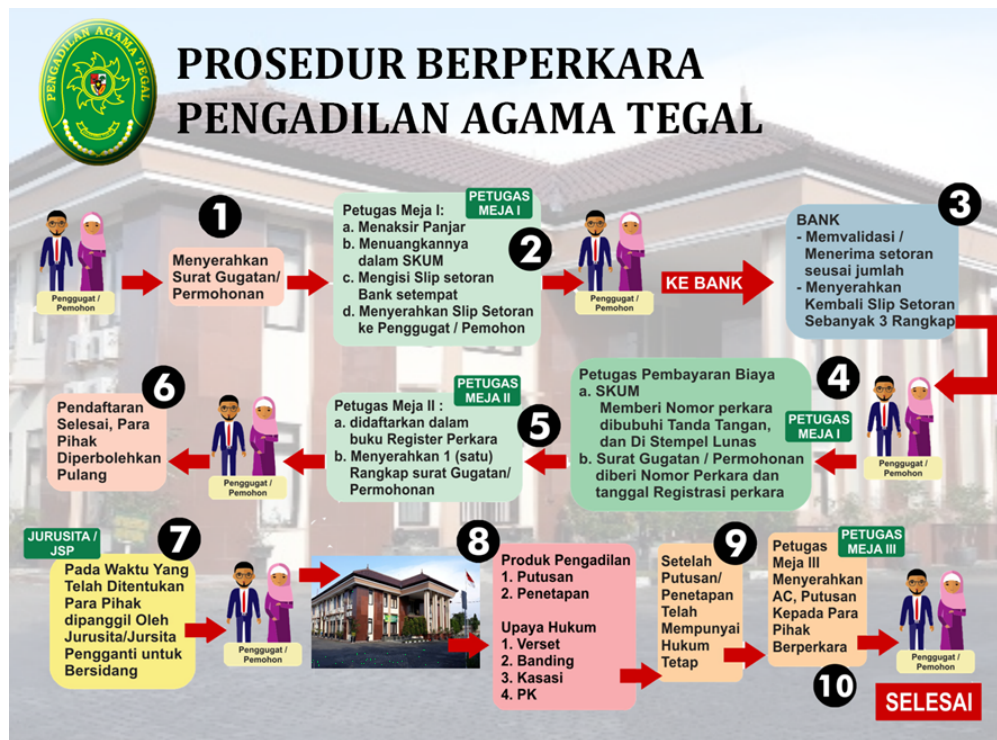 PENGADILAN AGAMA TEGAL
PROSEDUR BERPERKARA
PENGADILAN AGAMA TEGAL
Penggugat /
Pemohon
1
Menyerahkan
Surat Gugatan/
Permohonan
PETUGAS
MEJA I
2
Petugas Meja I:
a. Menaksir Panjar
b. Menuangkannya
dalam SKUM
c. Mengisi Slip setoran
Bank setempat
d. Menyerahkan Slip Setoran
ke Penggugat / Pemohon
Penggugat /
Pemohon
KE BANK
3
BANK
- Memvalidasi /
Menerima setoran
seusai jumlah
- Menyerahkan
Kembali Slip Setoran
Sebanyak 3 Rangkap
Penggugat /
Pemohon
4
PETUGAS
MEJA I
Petugas Pembayaran Biaya
a. SKUM
Memberi Nomor perkara
dibubuhi Tanda Tangan,
dan Di Stempel Lunas
b. Surat Gugatan / Permohonan
diberi Nomor Perkara dan
tanggal Registrasi perkara
PETUGAS
MEJA II
5
Petugas Meja II :
a. didaftarkan dalam
buku Register Perkara
b. Menyerahkan 1 (satu)
Rangkap surat Gugatan/
Permohonan
Penggugat /
Pemohon
6
Pendaftaran
Selesai, Para
Pihak
Diperbolehkan
Pulang
JURUSITA /
JSP
7
Pada Waktu Yang
Telah Ditentukan
Para Pihak
dipanggil Oleh
Jurusita/Jursita
Pengganti untuk
Bersidang
Penggugat /
Pemohon
8
Produk Pengadilan
1. Putusan
2. Penetapan
Upaya Hukum
1. Verset
2. Banding
3. Kasasi
4. PK
9
Setelah
Putusan/
Penetapan
Telah
Mempunyai
Hukum
Tetap
PETUGAS
MEJA III
Petugas
Meja III
Menyerahkan
AC, Putusan
Kepada Para
Pihak
Berperkara
10
Penggugat /
Pemohon
SELESAI